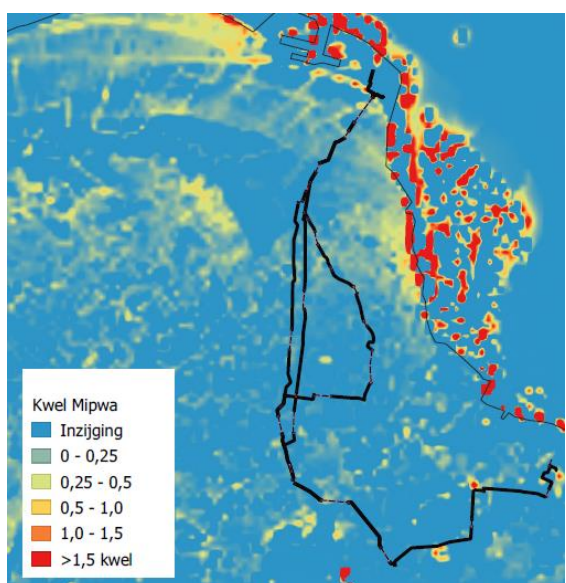 Kwel Mipwa
Inzijging
0 - 0,25
0,25 - 0,5
0,5 - 1,0
1,0 - 1,5
>1,5 kwel